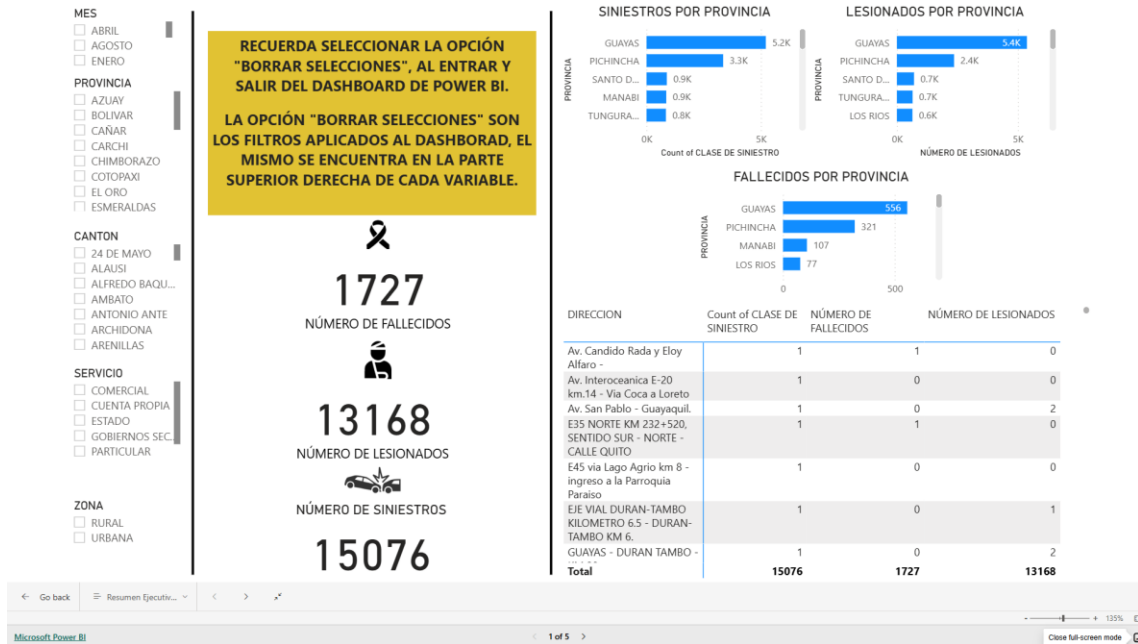 MES
ABRIL
AGOSTO
ENERO
PROVINCIA
AZUAY
BOLIVAR
CAÑAR
CARCHI
CHIMBORAZO
COTOPAXI
EL ORO
ESMERALDAS
CANTON
24 DE MAYO
ALAUSI
ALFREDO BAQU...
AMBATO
ANTONIO ANTE
ARCHIDONA
ARENILLAS
SERVICIO
COMERCIAL
CUENTA PROPIA
ESTADO
GOBIERNOS SEC.
PARTICULAR
ZONA
RURAL
URBANA
RECUERDA SELECCIONAR LA OPCIÓN
"BORRAR SELECCIONES", AL ENTRAR Y
SALIR DEL DASHBOARD DE POWER BI.
LA OPCIÓN "BORRAR SELECCIONES" SON
LOS FILTROS APLICADOS AL DASHBORAD, EL
MISMO SE ENCUENTRA EN LA PARTE
SUPERIOR DERECHA DE CADA VARIABLE.
1727
NÚMERO DE FALLECIDOS
13168
NÚMERO DE LESIONADOS
NÚMERO DE SINIESTROS
15076
SINIESTROS POR PROVINCIA
PROVINCIA
GUAYAS 5.2K
PICHINCHA 3.3K
SANTO D... 0.9K
MANABI 0.9K
TUNGURA... 0.8K
0K 5K
Count of CLASE DE SINIESTRO
LESIONADOS POR PROVINCIA
PROVINCIA
GUAYAS 5.4K
PICHINCHA 2.4K
SANTO D... 0.7K
TUNGURA... 0.7K
LOS RIOS 0.6K
0K 5K
NÚMERO DE LESIONADOS
FALLECIDOS POR PROVINCIA
PROVINCIA
GUAYAS 556
PICHINCHA 321
MANABI 107
LOS RIOS 77
0 500
DIRECCION Count of CLASE DE NÚMERO DE NÚMERO DE LESIONADOS
SINIESTRO FALLECIDOS
Av. Candido Rada y Eloy 1 1 0
Alfaro -
Av. Interoceanica E-20 1 0 0
km.14 - Via Coca a Loreto
Av. San Pablo - Guayaquil. 1 0 2
E35 NORTE KM 232+520, 1 1 0
SENTIDO SUR - NORTE -
CALLE QUITO
E45 via Lago Agrio km 8 - 1 0 0
ingreso a la Parroquia
Paraiso
EJE VIAL DURAN-TAMBO 1 0 1
KILOMETRO 6.5 - DURAN-
TAMBO KM 6.
GUAYAS - DURAN TAMBO - 1 0 2
Total 15076 1727 13168
Go back Resumen Ejecutiv...
135%
Microsoft Power BI 1 of 5 Close full-screen mode